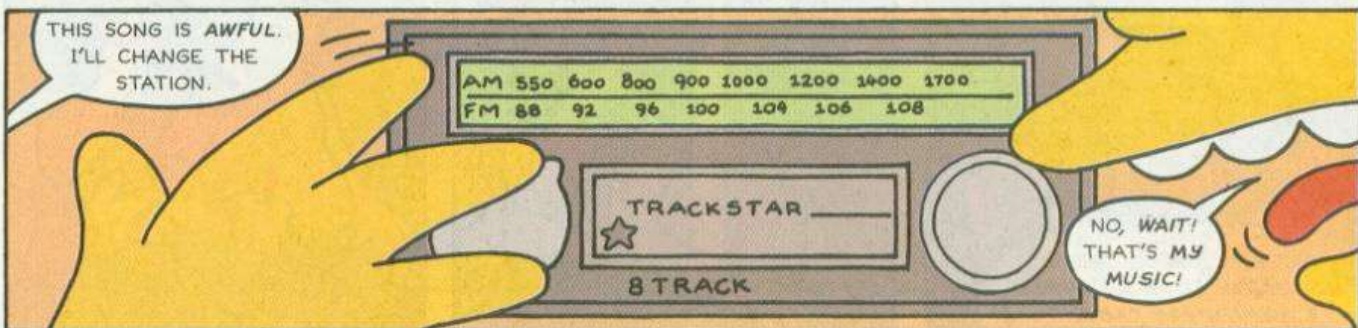 THIS SONG IS AWFUL.
I'LL CHANGE THE
STATION.
AM 550 600 800 900 1000 1200 1400 1700
FM 88 92 96 100 104 106 108
TRACKSTAR
8 TRACK
NO, WAIT!
THAT'S MY
MUSIC!